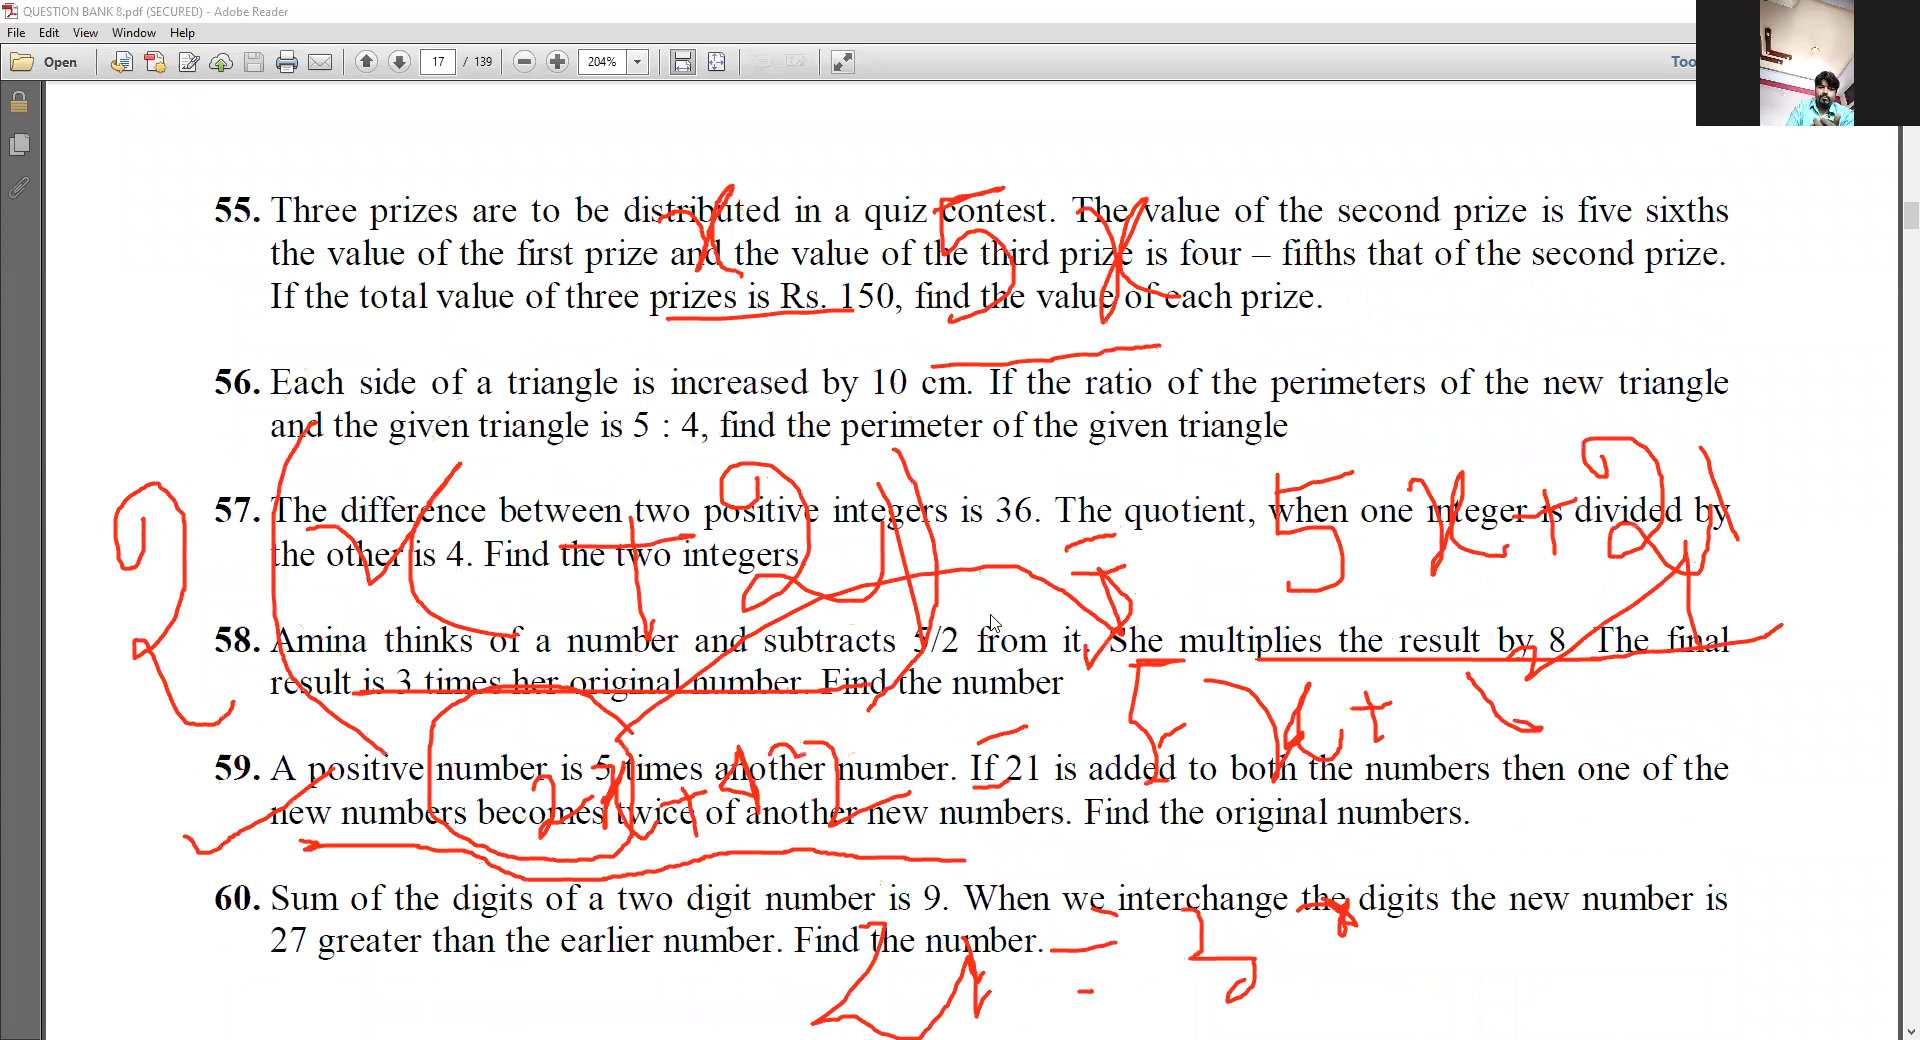 QUESTION BANK 8.pdf (SECURED) - Adobe Reader
File Edit View Window Help
Open 17 / 139 204% Too
55. Three prizes are to be distributed in a quiz contest. The value of the second prize is five sixths
the value of the first prize and the value of the third prize is four – fifths that of the second prize.
If the total value of three prizes is Rs. 150, find the value of each prize.
x 5x
56. Each side of a triangle is increased by 10 cm. If the ratio of the perimeters of the new triangle
and the given triangle is 5 : 4, find the perimeter of the given triangle
57. The difference between two positive integers is 36. The quotient, when one integer is divided by
the other is 4. Find the two integers.
2(x+21) = 5x+21
58. Amina thinks of a number and subtracts 5/2 from it. She multiplies the result by 8. The final
result is 3 times her original number. Find the number
59. A positive number is 5 times another number. If 21 is added to both the numbers then one of the
new numbers becomes twice of another new numbers. Find the original numbers.
2x+42 = 5x+
60. Sum of the digits of a two digit number is 9. When we interchange the digits the new number is
27 greater than the earlier number. Find the number.
21 = 3x